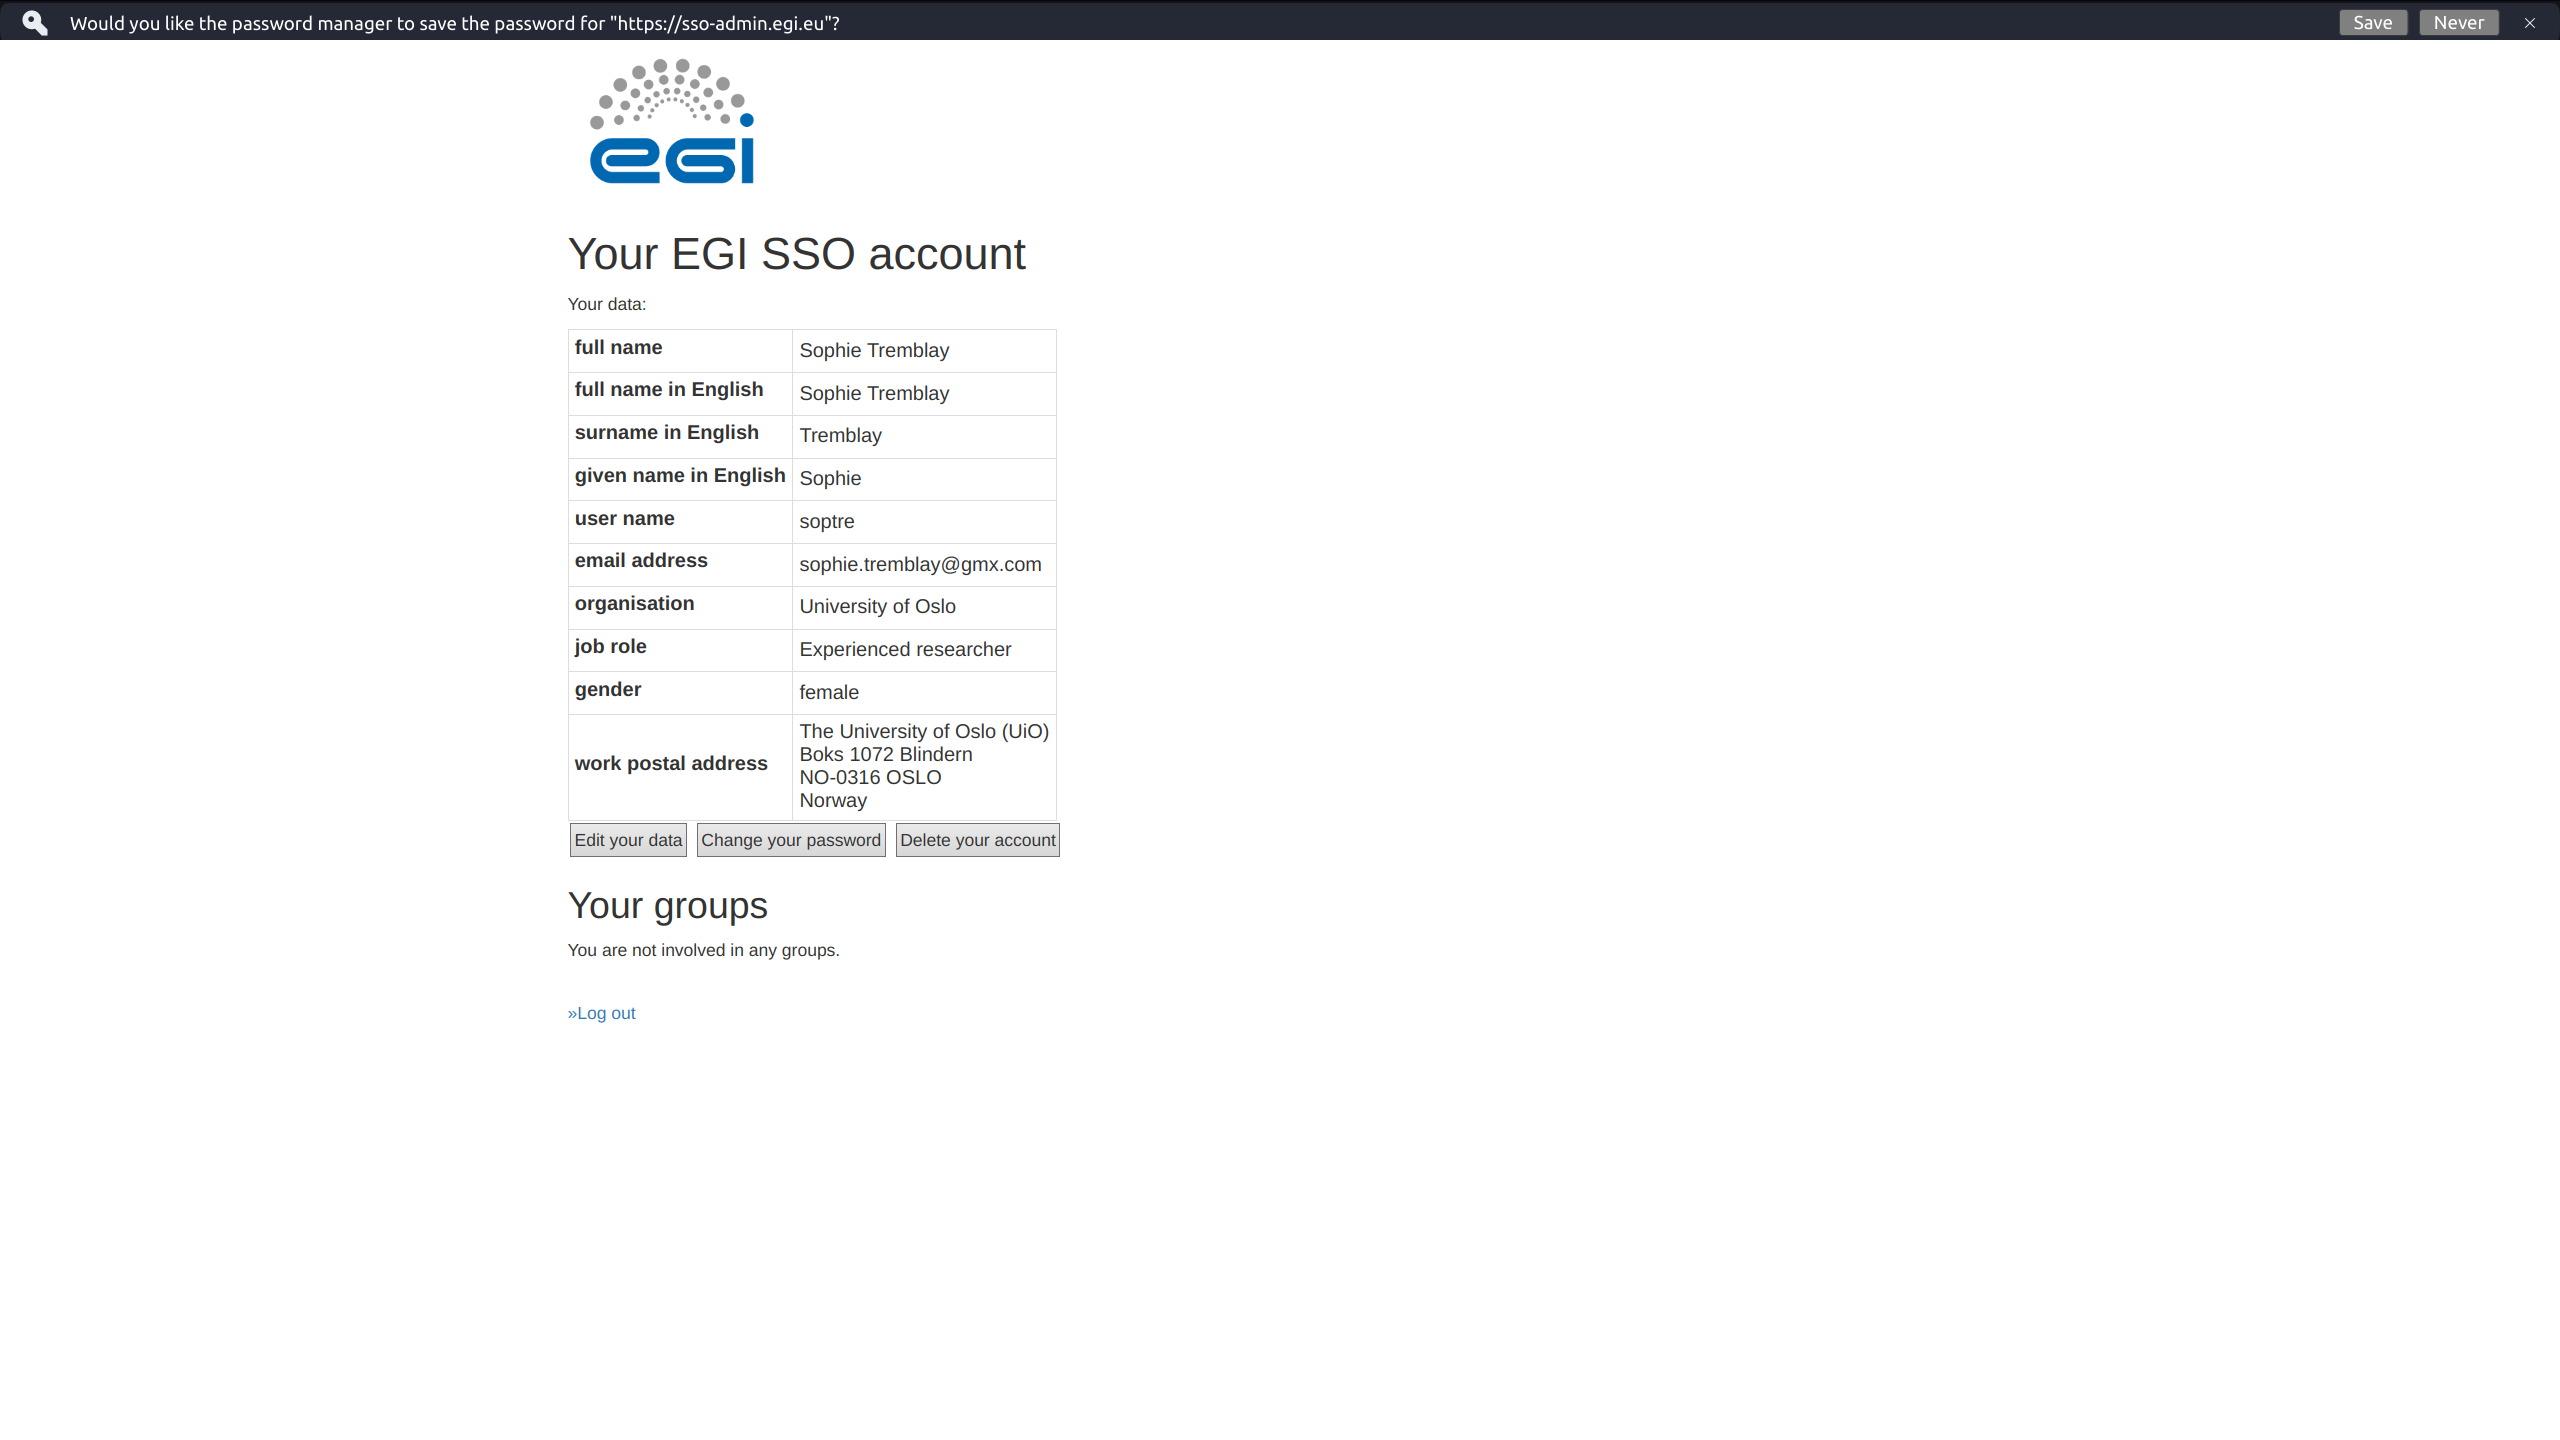 Would you like the password manager to save the password for "https://sso-admin.egi.eu"?
Save
Never
egi
Your EGI SSO account
Your data:
full name Sophie Tremblay
full name in English Sophie Tremblay
surname in English Tremblay
given name in English Sophie
user name soptre
email address sophie.tremblay@gmx.com
organisation University of Oslo
job role Experienced researcher
gender female
work postal address The University of Oslo (UiO)
Boks 1072 Blindern
NO-0316 OSLO
Norway
Edit your data Change your password Delete your account
Your groups
You are not involved in any groups.
»Log out